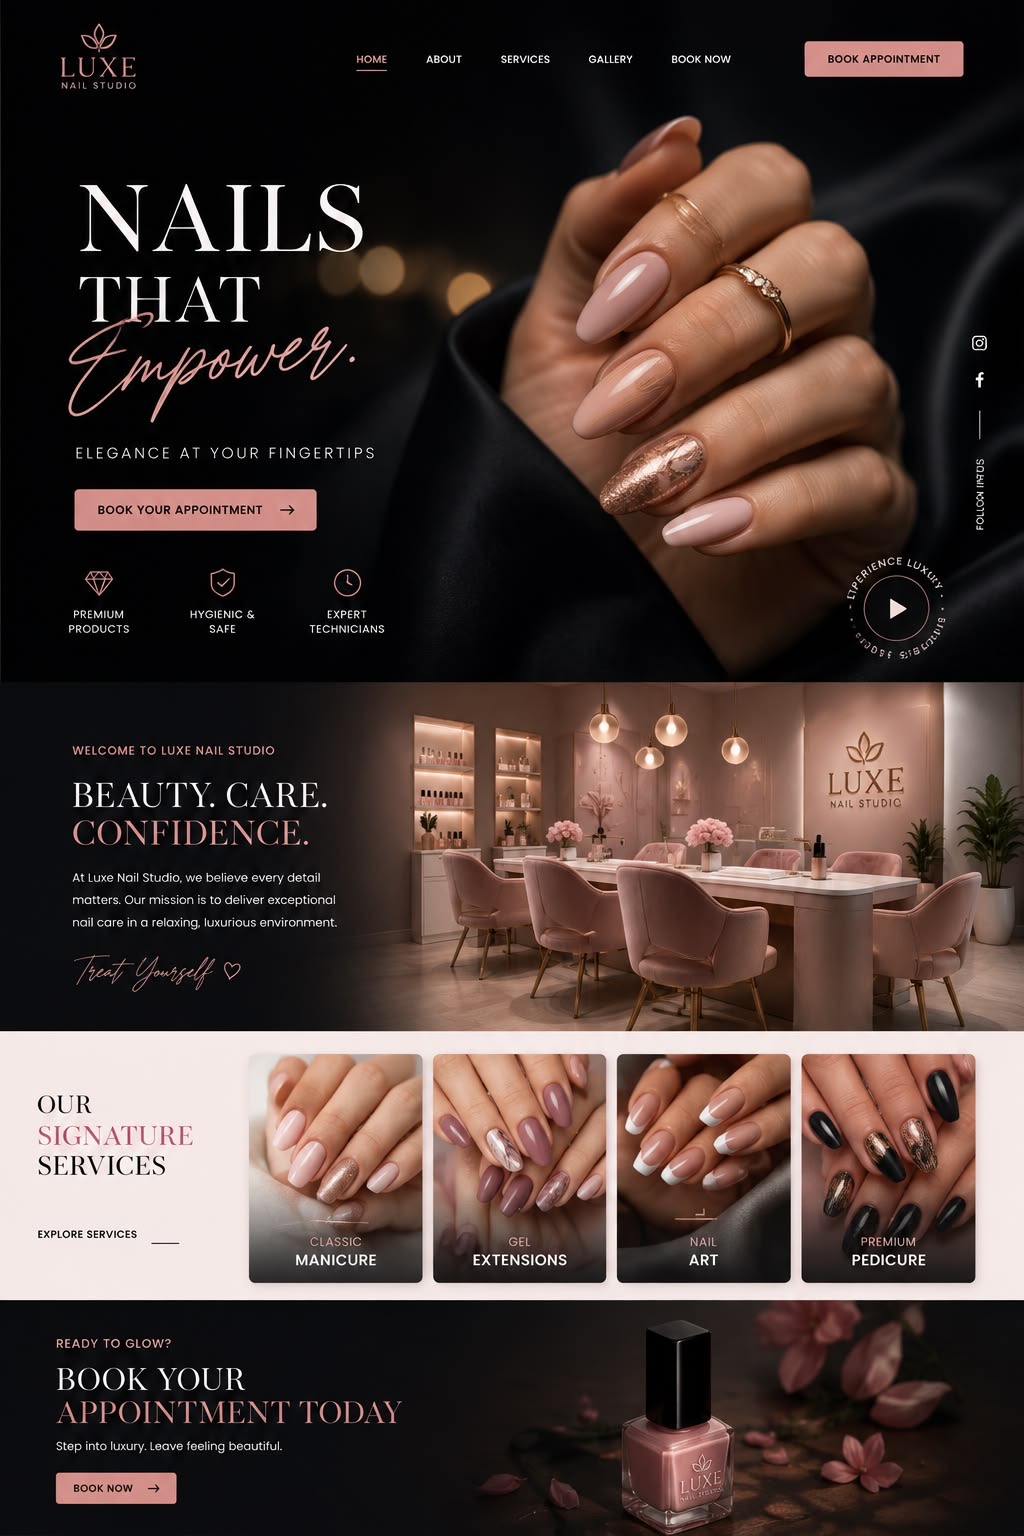 LUXE
NAIL STUDIO
HOME
ABOUT
SERVICES
GALLERY
BOOK NOW
BOOK APPOINTMENT
NAILS
THAT
Empower.
ELEGANCE AT YOUR FINGERTIPS
BOOK YOUR APPOINTMENT
PREMIUM
PRODUCTS
HYGIENIC &
SAFE
EXPERT
TECHNICIANS
LUXURY
WELCOME TO LUXE NAIL STUDIO
BEAUTY. CARE.
CONFIDENCE.
At Luxe Nail Studio, we believe every detail
matters. Our mission is to deliver exceptional
nail care in a relaxing, luxurious environment.
Treat Yourself
LUXE
NAIL STUDIO
OUR
SIGNATURE
SERVICES
EXPLORE SERVICES
CLASSIC
MANICURE
GEL
EXTENSIONS
NAIL
ART
PREMIUM
PEDICURE
READY TO GLOW?
BOOK YOUR
APPOINTMENT TODAY
Step into luxury. Leave feeling beautiful.
BOOK NOW
LUXE